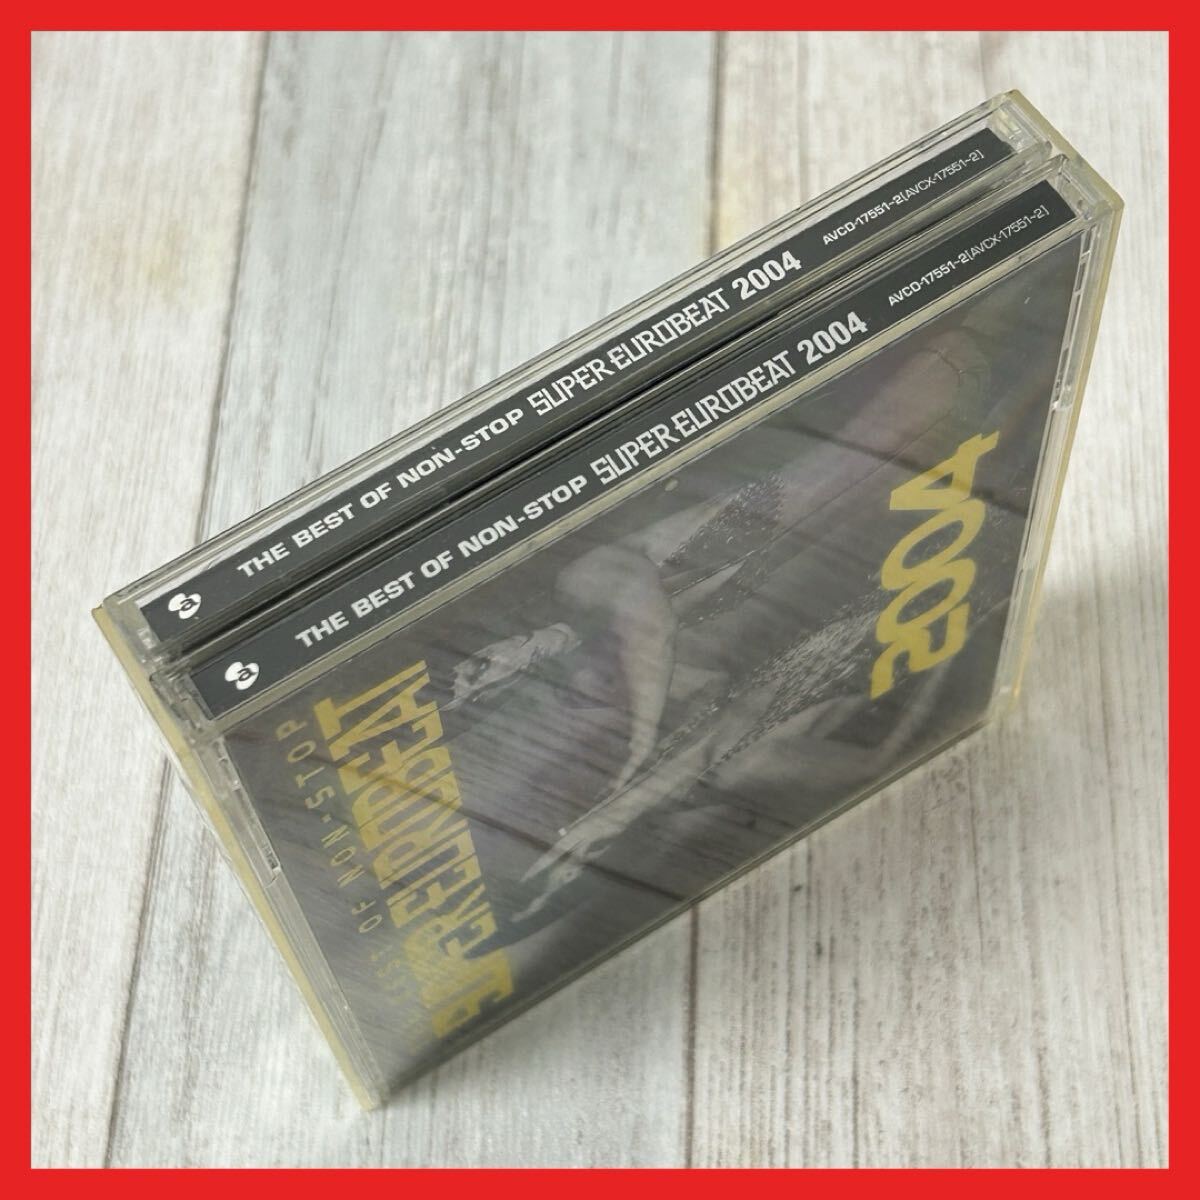 a THE BEST OF NON-STOP SUPER EUROBEAT 2004 AVCD-17551~2[AVCX-17551~2]
a THE BEST OF NON-STOP SUPER EUROBEAT 2004 AVCD-17551~2[AVCX-17551~2]
2004
BEST OF NON-STOP
SUPER EUROBEAT